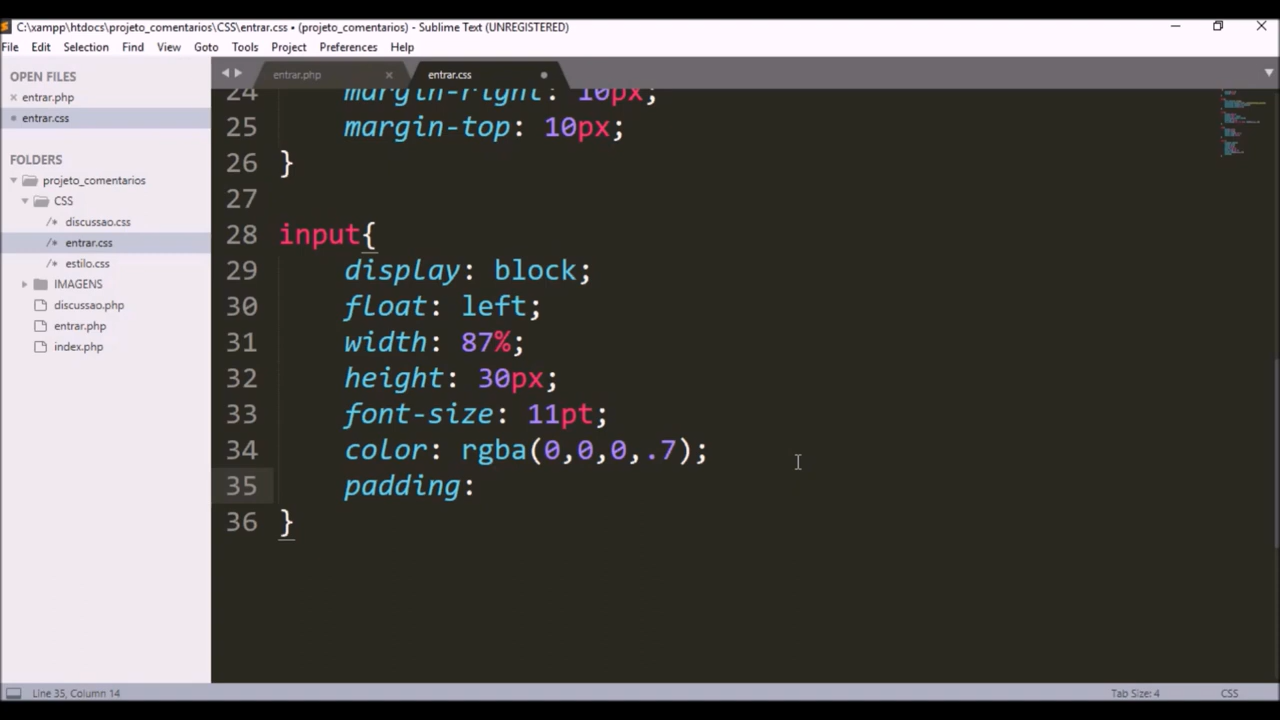 C:\xampp\htdocs\projeto_comentarios\CSS\entrar.css • (projeto_comentarios) - Sublime Text (UNREGISTERED)
File Edit Selection Find View Goto Tools Project Preferences Help
OPEN FILES
entrar.php
entrar.css
FOLDERS
projeto_comentarios
CSS
/* discussao.css
/* entrar.css
/* estilo.css
IMAGENS
discussao.php
entrar.php
index.php
entrar.php
entrar.css
24 margin-right: 10px;
25 margin-top: 10px;
26 }
27
28 input{
29 display: block;
30 float: left;
31 width: 87%;
32 height: 30px;
33 font-size: 11pt;
34 color: rgba(0,0,0,.7);
35 padding:
36 }
Line 35, Column 14
Tab Size: 4
CSS